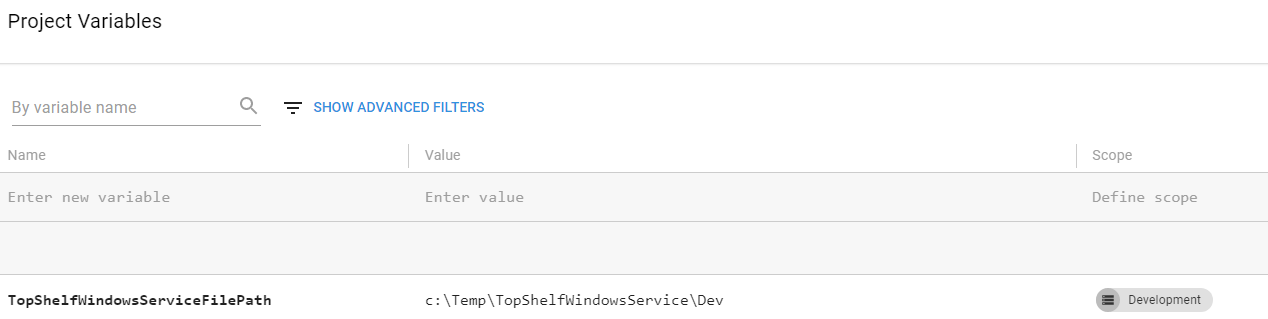 Project Variables
By variable name SHOW ADVANCED FILTERS
Name Value Scope
Enter new variable Enter value Define scope
TopShelfWindowsServiceFilePath c:\Temp\TopShelfWindowsService\Dev Development